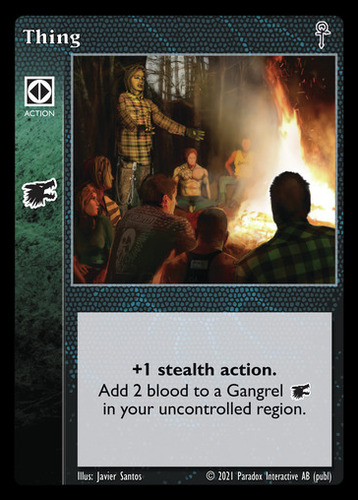 Thing
ACTION
+1 stealth action.
Add 2 blood to a Gangrel
in your uncontrolled region.
Illus: Javier Santos © 2021 Paradox Interactive AB (publ)